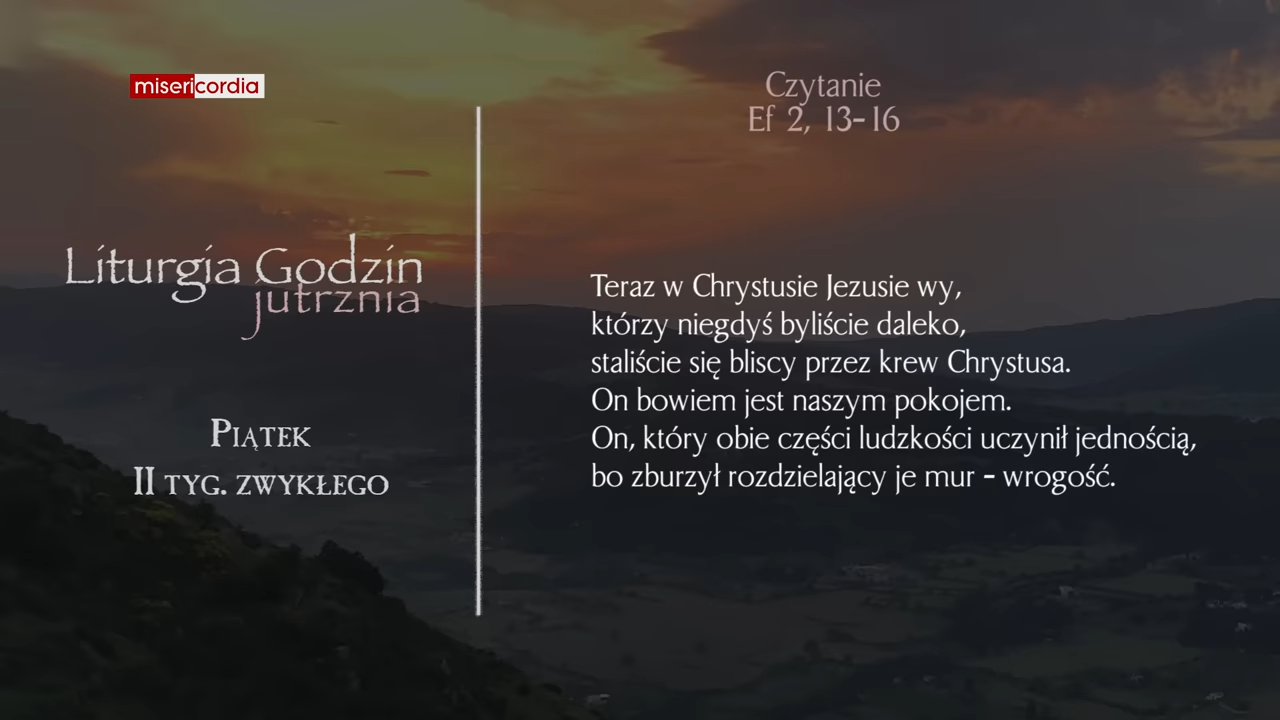 misericordia
Liturgia Godzin
jutrznia
Piątek
II tyg. zwykłego
Czytanie
Ef 2, 13-16
Teraz w Chrystusie Jezusie wy,
którzy niegdyś byliście daleko,
staliście się bliscy przez krew Chrystusa.
On bowiem jest naszym pokojem.
On, który obie części ludzkości uczynił jednością,
bo zburzył rozdzielający je mur - wrogość.